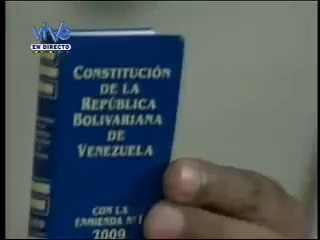 vive
EN DIRECTO
CONSTITUCIÓN
DE LA
REPÚBLICA
BOLIVARIANA
DE
VENEZUELA
CON LA
ENMIENDA Nº 1
2009